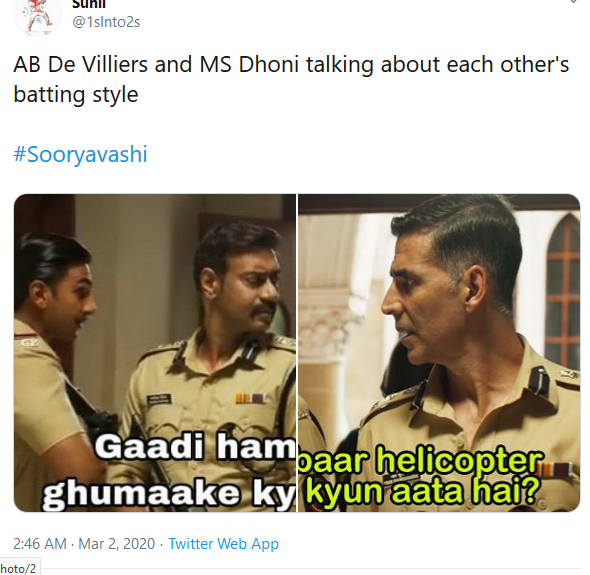 Sunil
@1sInto2s
AB De Villiers and MS Dhoni talking about each other's
batting style
#Sooryavashi
Gaadi ham
ghumaake ky
baar helicopter
kyun aata hai?
2:46 AM · Mar 2, 2020 · Twitter Web App
hoto/2